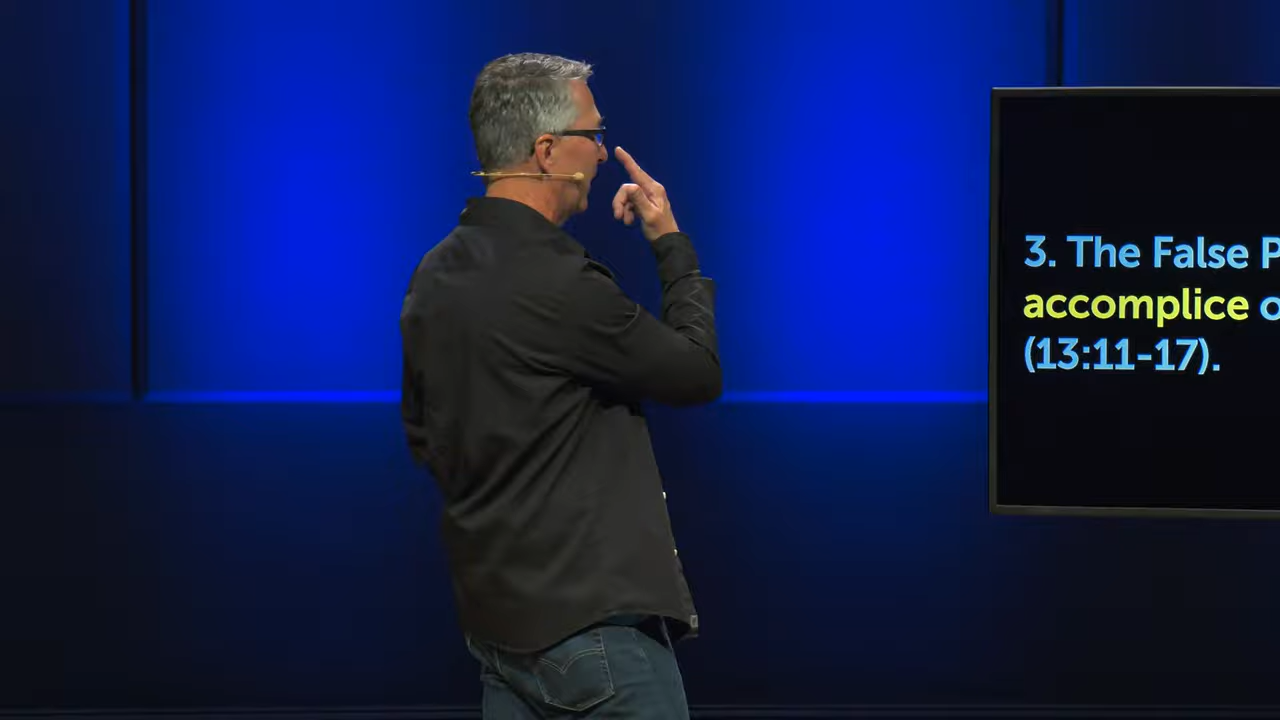 3. The False P
accomplice o
(13:11-17).